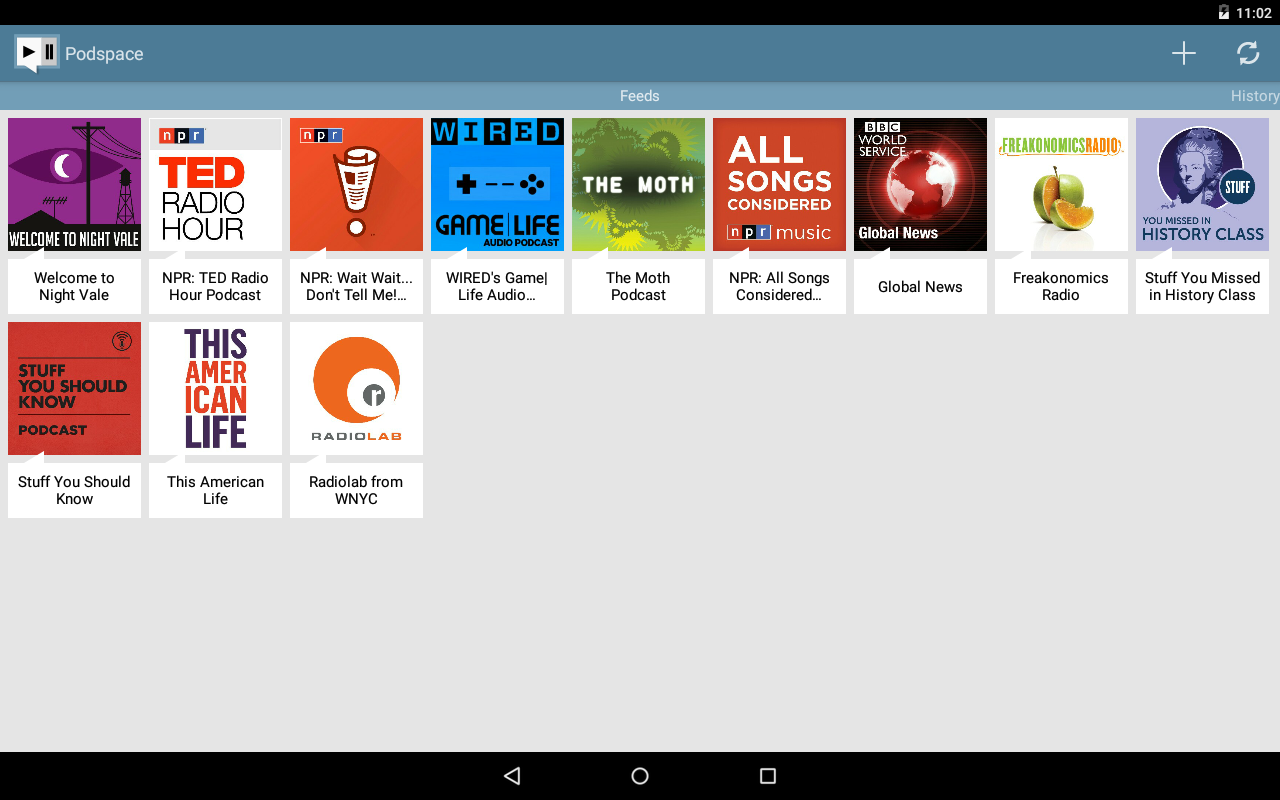 11:02
Podspace
Feeds
History
WELCOME TO NIGHT VALE
Welcome to
Night Vale
npr
TED
RADIO
HOUR
NPR: TED Radio
Hour Podcast
npr
NPR: Wait Wait...
Don't Tell Me!...
WIRED
GAME|LIFE
AUDIO PODCAST
WIRED's Game|
Life Audio...
THE MOTH
The Moth
Podcast
ALL
SONGS
CONSIDERED
npr music
NPR: All Songs
Considered...
BBC
WORLD
SERVICE
Global News
Global News
FREAKONOMICS RADIO
Freakonomics
Radio
STUFF
YOU MISSED IN
HISTORY CLASS
Stuff You Missed
in History Class
STUFF
YOU SHOULD
KNOW
PODCAST
Stuff You Should
Know
THIS
AMER
ICAN
LIFE
This American
Life
r
RADIOLAB
Radiolab from
WNYC